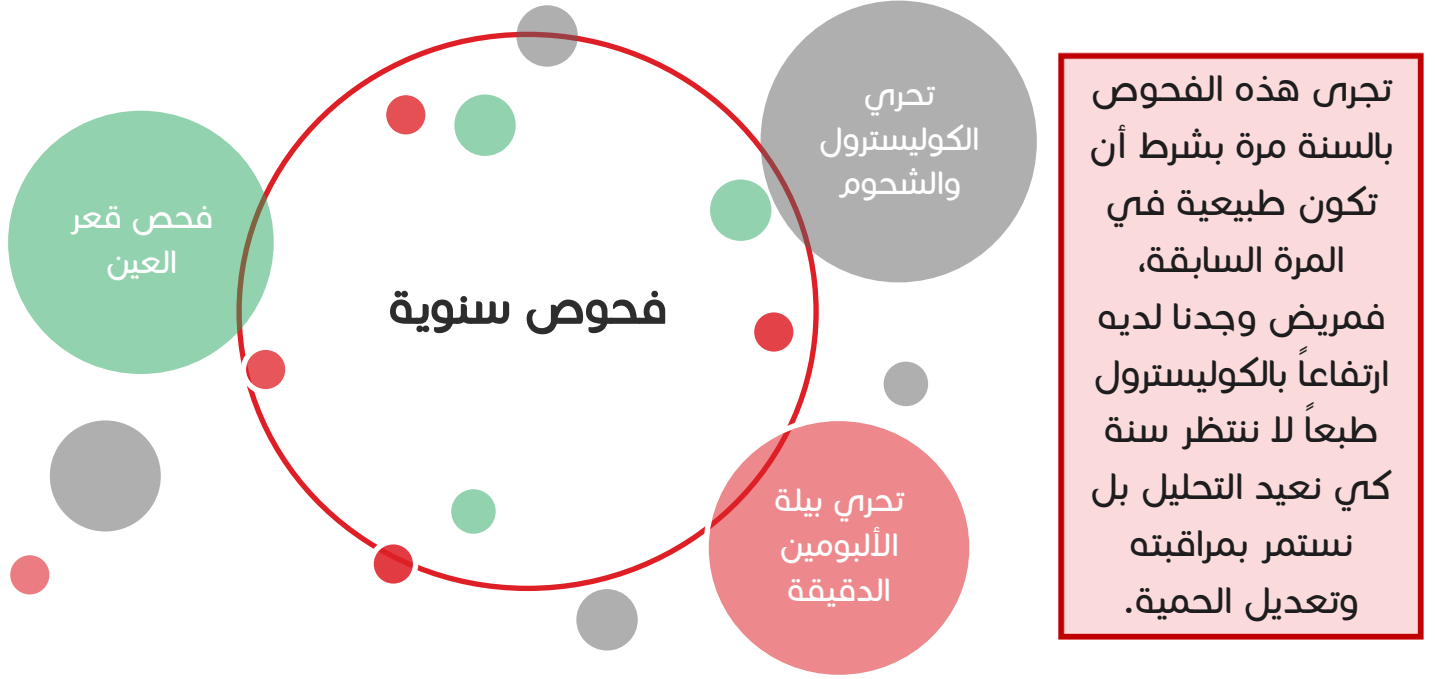 فحوص سنوية
تحري
الكوليسترول
والشحوم
فحص قعر
العين
تحري بيلة
الألبومين
الدقيقة
تجرى هذه الفحوص
بالسنة مرة بشرط أن
تكون طبيعية في
المرة السابقة،
فمريض وجدنا لديه
ارتفاعاً بالكوليسترول
طبعاً لا ننتظر سنة
كي نعيد التحليل بل
نستمر بمراقبته
وتعديل الحمية.